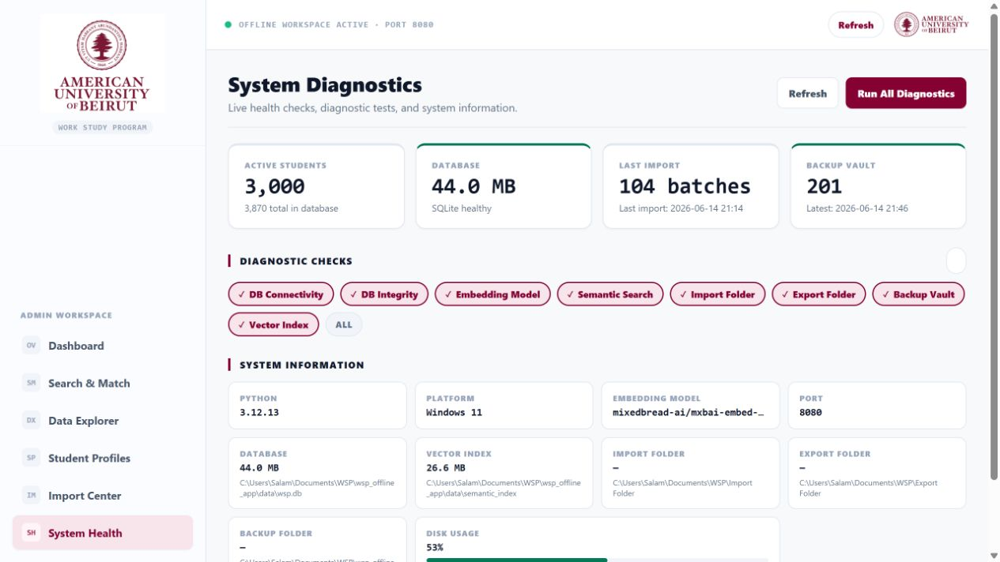 AMERICAN
UNIVERSITY
OF BEIRUT
WORK STUDY PROGRAM
ADMIN WORKSPACE
OV Dashboard
SM Search & Match
DX Data Explorer
SP Student Profiles
IM Import Center
SH System Health
OFFLINE WORKSPACE ACTIVE · PORT 8080
Refresh
AMERICAN
UNIVERSITY
OF BEIRUT
System Diagnostics
Live health checks, diagnostic tests, and system information.
Refresh
Run All Diagnostics
ACTIVE STUDENTS
3,000
3,870 total in database
DATABASE
44.0 MB
SQLite healthy
LAST IMPORT
104 batches
Last import: 2026-06-14 21:14
BACKUP VAULT
201
Latest: 2026-06-14 21:46
DIAGNOSTIC CHECKS
✓ DB Connectivity
✓ DB Integrity
✓ Embedding Model
✓ Semantic Search
✓ Import Folder
✓ Export Folder
✓ Backup Vault
✓ Vector Index
ALL
SYSTEM INFORMATION
PYTHON
3.12.13
PLATFORM
Windows 11
EMBEDDING MODEL
mixedbread-ai/mxbai-embed-…
PORT
8080
DATABASE
44.0 MB
C:\Users\Salam\Documents\WSP\wsp_offline
_app\data\wsp.db
VECTOR INDEX
26.6 MB
C:\Users\Salam\Documents\WSP\wsp_offline
_app\data\semantic_index
IMPORT FOLDER
—
C:\Users\Salam\Documents\WSP\Import
Folder
EXPORT FOLDER
—
C:\Users\Salam\Documents\WSP\Export
Folder
BACKUP FOLDER
—
C:\Users\Salam\Documents\WSP\wsp_offline
DISK USAGE
53%